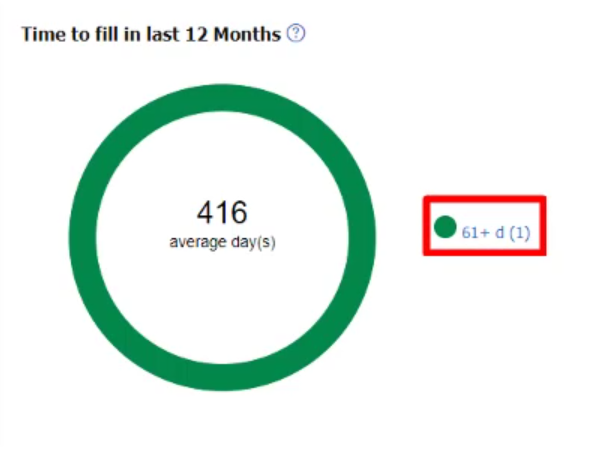 Time to fill in last 12 Months ?
416
average day(s)
61+ d (1)